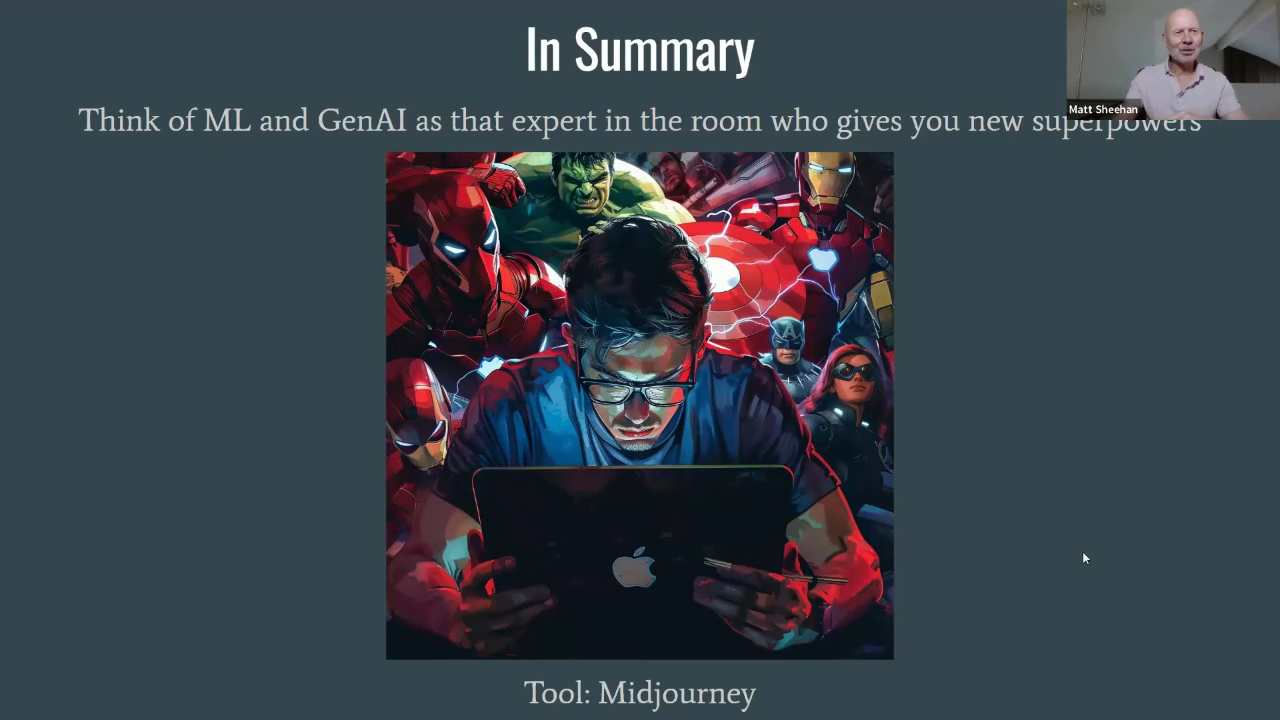 In Summary
Matt Sheehan
Think of ML and GenAI as that expert in the room who gives you new superpowers
A
Tool: Midjourney